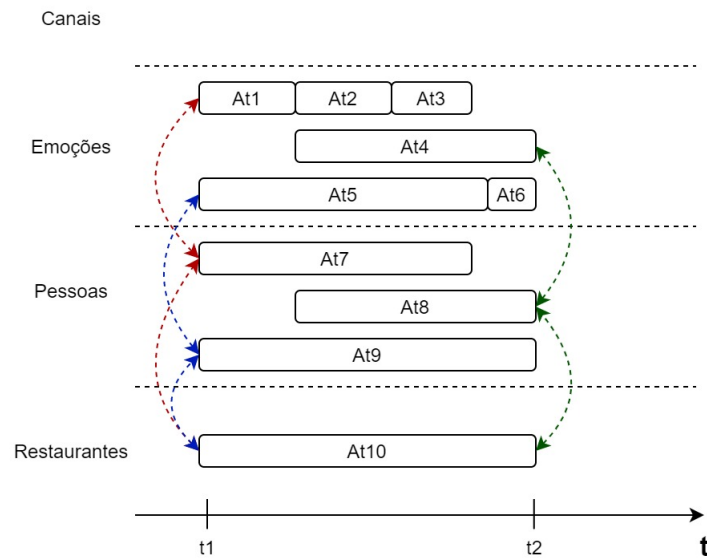 Canais
At1 At2 At3
Emoções
At4
At5 At6
At7
Pessoas
At8
At9
Restaurantes
At10
t1 t2 t